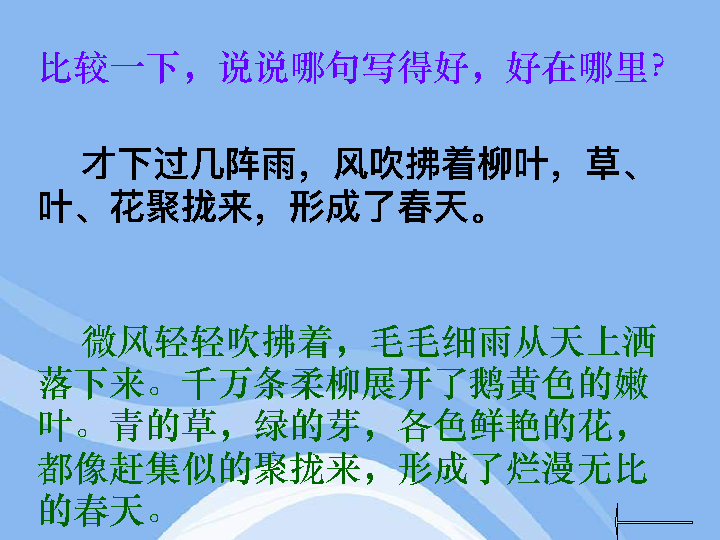 比较一下，说说哪句写得好，好在哪里?
才下过几阵雨，风吹拂着柳叶，草、
叶、花聚拢来，形成了春天。
微风轻轻吹拂着，毛毛细雨从天上洒
落下来。千万条柔柳展开了鹅黄色的嫩
叶。青的草，绿的芽，各色鲜艳的花，
都像赶集似的聚拢来，形成了烂漫无比
的春天。